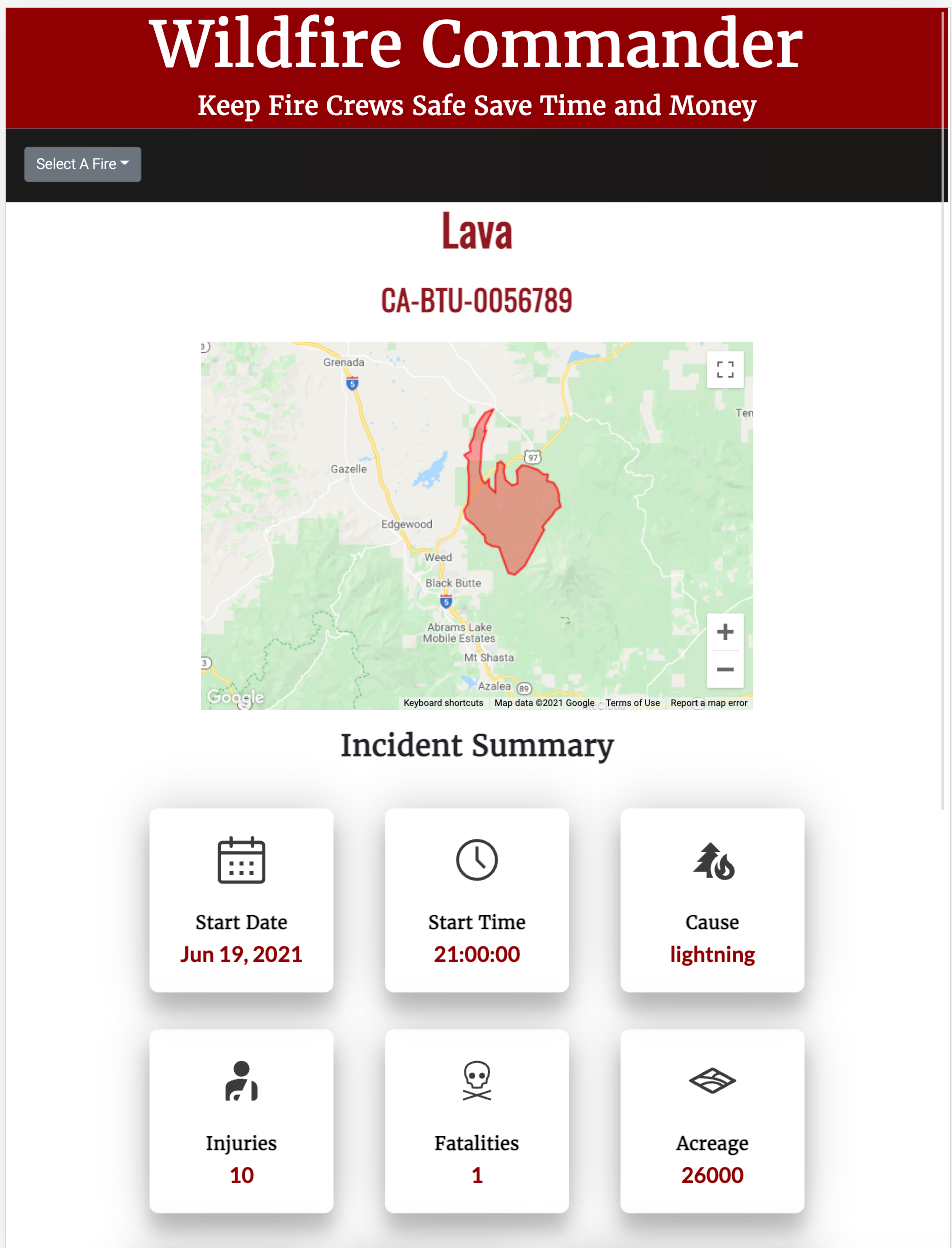 Wildfire Commander
Keep Fire Crews Safe Save Time and Money
Select A Fire
Lava
CA-BTU-0056789
3
Grenada
5
Ten
97
Gazelle
Edgewood
Weed
Black Butte
5
Abrams Lake
Mobile Estates
Mt Shasta
3
Azalea 89
Google
Keyboard shortcuts Map data ©2021 Google Terms of Use Report a map error
Incident Summary
Start Date Start Time Cause
Jun 19, 2021 21:00:00 lightning
Injuries Fatalities Acreage
10 1 26000